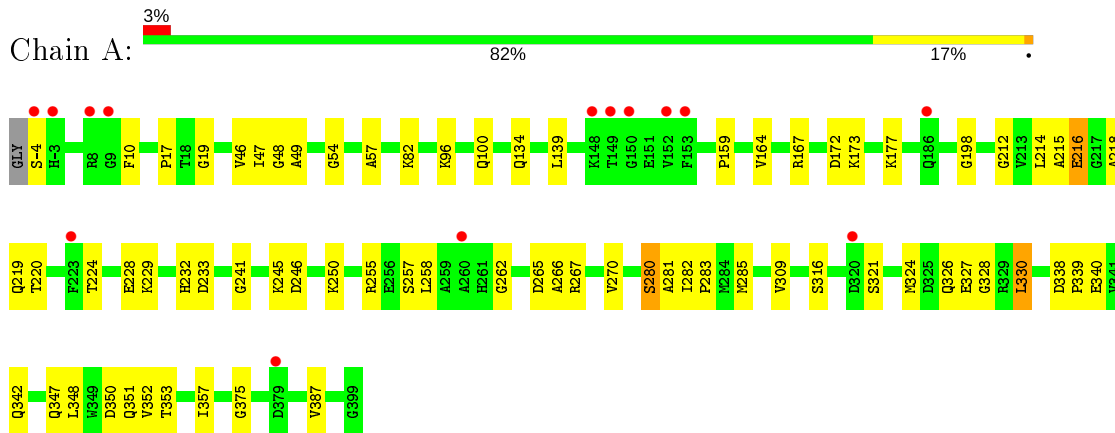 3%
Chain A:
82% 17% •
GLY S-4 H-3 R8 G9 F10 P17 T18 G19 V46 I47 G48 A49 G54 A57 K82 K96 Q100 Q134 L139 K148 T149 G150 E151 V152 F153 P159 V164 R167 D172 K173 K177 Q186 G198 G212 V213 L214 A215 E216 G217 A218
Q219 T220 F223 T224 E228 K229 H232 D233 G241 K245 D246 K250 R255 E256 S257 L258 A259 A260 H261 G262 D265 A266 R267 V270 S280 A281 I282 P283 M284 M285 V309 S316 D320 S321 M324 D325 Q326 E327 G328 R329 L330 D338 P339 E340 V341
Q342 Q347 L348 W349 D350 Q351 V352 T353 I357 G375 D379 V387 G399